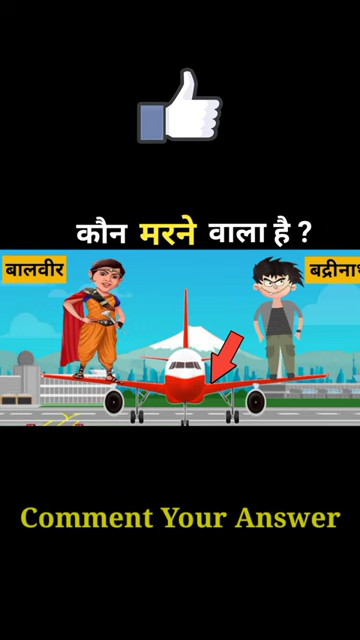 कौन मरने वाला है ?
बालवीर
Comment Your Answer